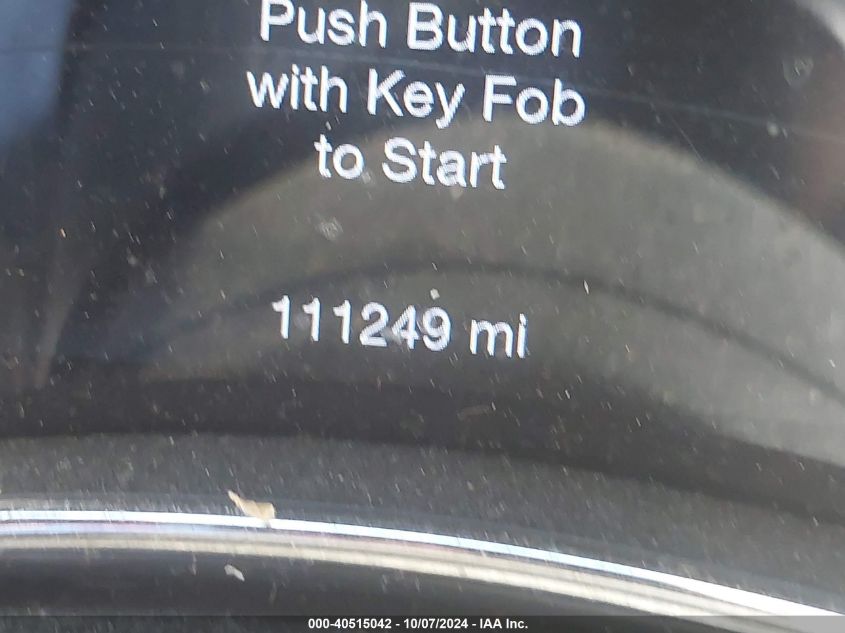 Push Button
with Key Fob
to Start
111249 mi
000-40515042 - 10/07/2024 - IAA Inc.